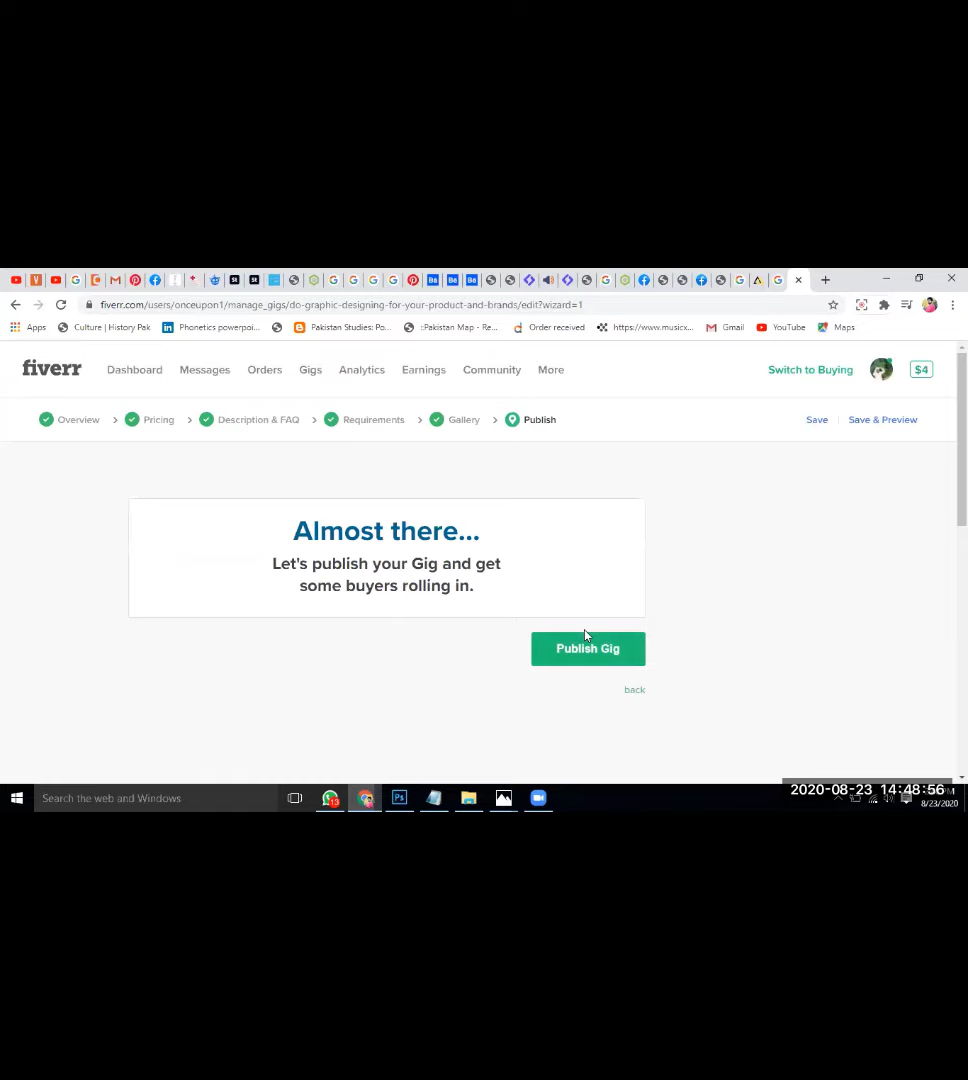 fiverr.com/users/onceupon1/manage_gigs/do-graphic-designing-for-your-product-and-brands/edit?wizard=1
Apps Culture | History Pak Phonetics powerpoi... Pakistan Studies: Po... ::Pakistan Map - Re... Order received https://www.musicx... Gmail YouTube Maps
fiverr Dashboard Messages Orders Gigs Analytics Earnings Community More Switch to Buying $4
Overview Pricing Description & FAQ Requirements Gallery Publish Save Save & Preview
Almost there...
Let's publish your Gig and get
some buyers rolling in.
Publish Gig
back
Search the web and Windows
2020-08-23 14:48:56
8/23/2020